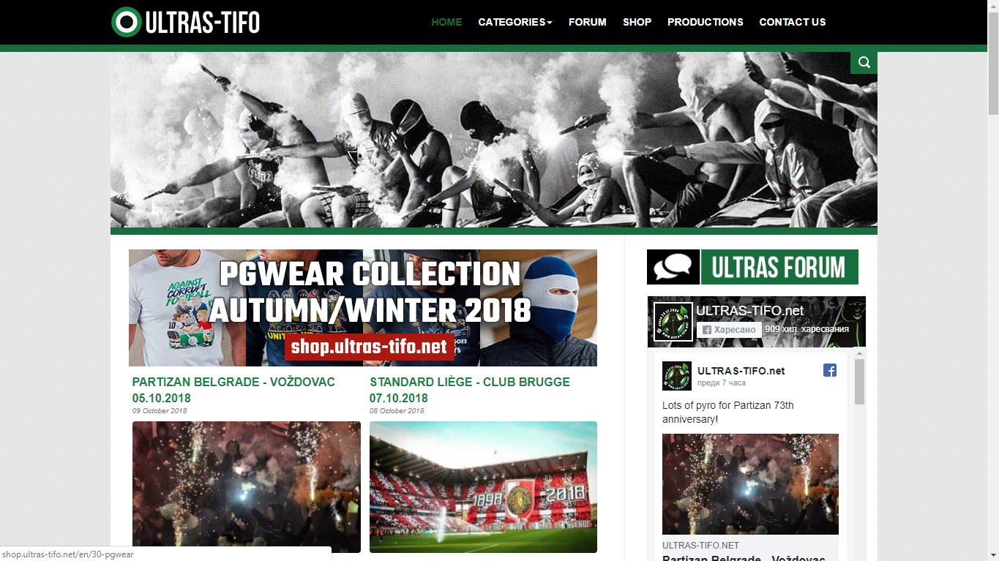 ULTRAS-TIFO
HOME CATEGORIES FORUM SHOP PRODUCTIONS CONTACT US
PGWEAR COLLECTION
AUTUMN/WINTER 2018
shop.ultras-tifo.net
AGAINST
CORRUPT
FOOTBALL
PARTIZAN BELGRADE - VOŽDOVAC
05.10.2018
09 October 2018
STANDARD LIÈGE - CLUB BRUGGE
07.10.2018
08 October 2018
1898 2018
ULTRAS FORUM
ULTRAS-TIFO.net
Харесано 909 хил. харесвания
ULTRAS-TIFO.net
преди 7 часа
Lots of pyro for Partizan 73th
anniversary!
ULTRAS-TIFO.NET
Partizan Belgrade - Voždovac
shop.ultras-tifo.net/en/30-pgwear